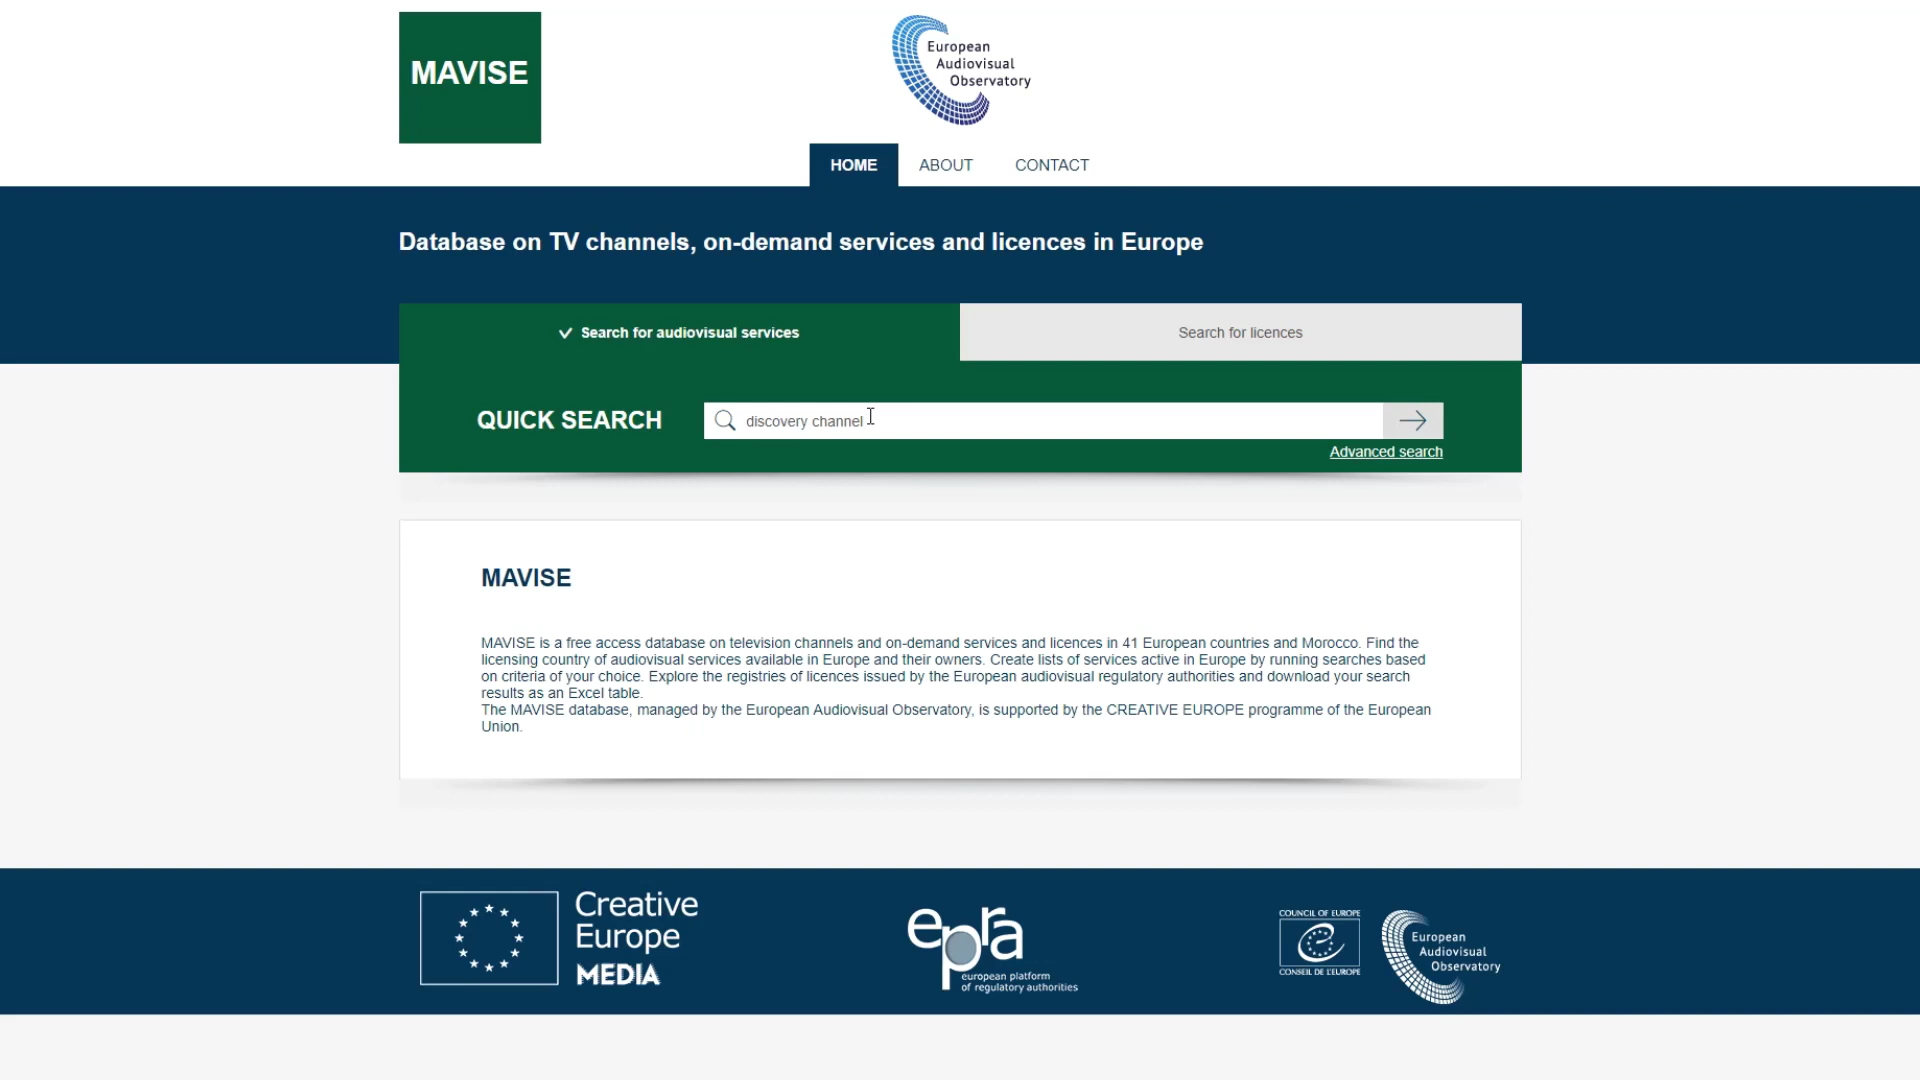 MAVISE
European
Audiovisual
Observatory
HOME
ABOUT
CONTACT
Database on TV channels, on-demand services and licences in Europe
Search for audiovisual services
Search for licences
QUICK SEARCH
discovery channel
Advanced search
MAVISE
MAVISE is a free access database on television channels and on-demand services and licences in 41 European countries and Morocco. Find the
licensing country of audiovisual services available in Europe and their owners. Create lists of services active in Europe by running searches based
on criteria of your choice. Explore the registries of licences issued by the European audiovisual regulatory authorities and download your search
results as an Excel table.
The MAVISE database, managed by the European Audiovisual Observatory, is supported by the CREATIVE EUROPE programme of the European
Union.
Creative
Europe
MEDIA
epra
european platform
of regulatory authorities
COUNCIL OF EUROPE
CONSEIL DE L'EUROPE
European
Audiovisual
Observatory